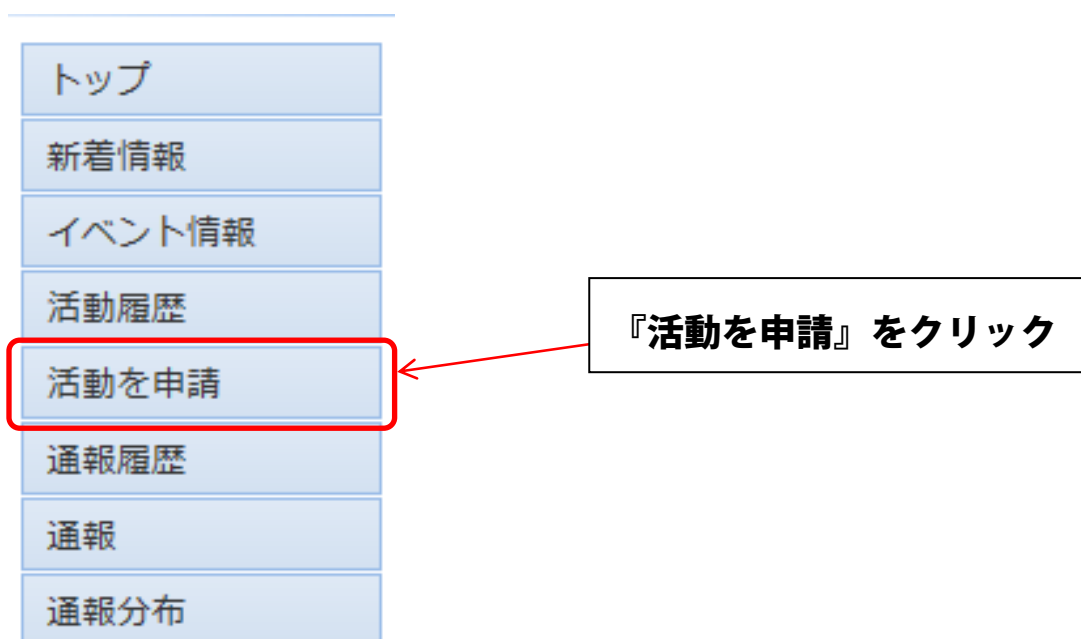 トップ
新着情報
イベント情報
活動履歴
活動を申請
『活動を申請』をクリック
通報履歴
通報
通報分布